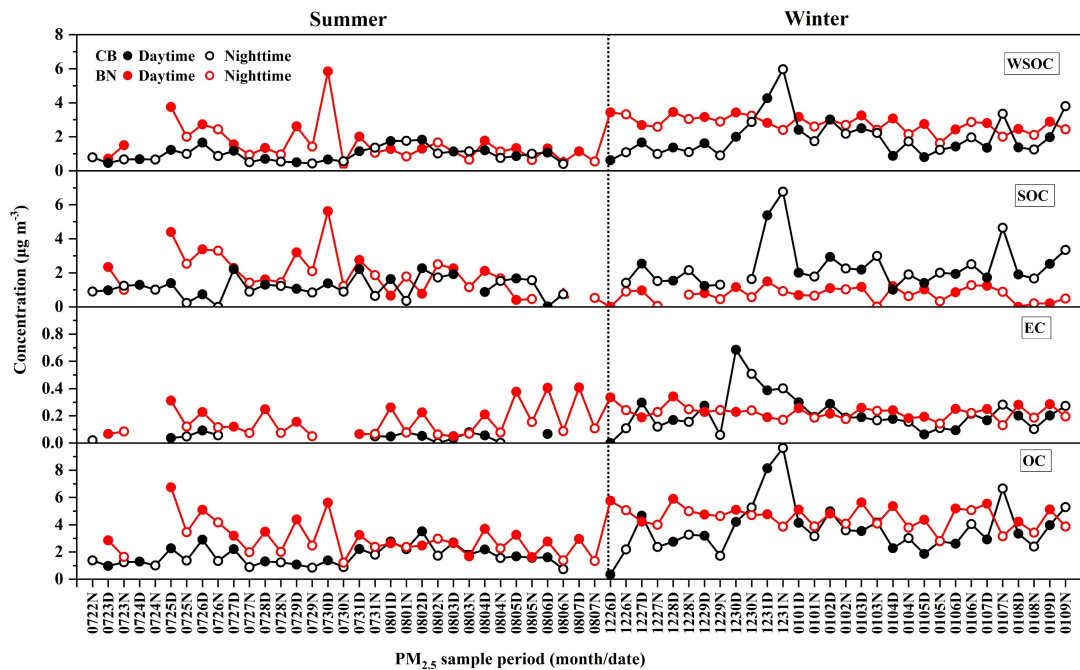 Summer Winter
CB Daytime Nighttime
BN Daytime Nighttime
WSOC
8
6
4
2
0
SOC
6
4
2
0
EC
0.8
0.6
0.4
0.2
0.0
OC
8
6
4
2
0
Concentration (μg m⁻³)
0722N 0723D 0723N 0724D 0724N 0725D 0725N 0726D 0726N 0727D 0727N 0728D 0728N 0729D 0729N 0730D 0730N 0731D 0731N 0801D 0801N 0802D 0802N 0803D 0803N 0804D 0804N 0805D 0805N 0806D 0806N 0807D 0807N 1226D 1226N 1227D 1227N 1228D 1228N 1229D 1229N 1230D 1230N 1231D 1231N 0101D 0101N 0102D 0102N 0103D 0103N 0104D 0104N 0105D 0105N 0106D 0106N 0107D 0107N 0108D 0108N 0109D 0109N
PM₂.₅ sample period (month/date)